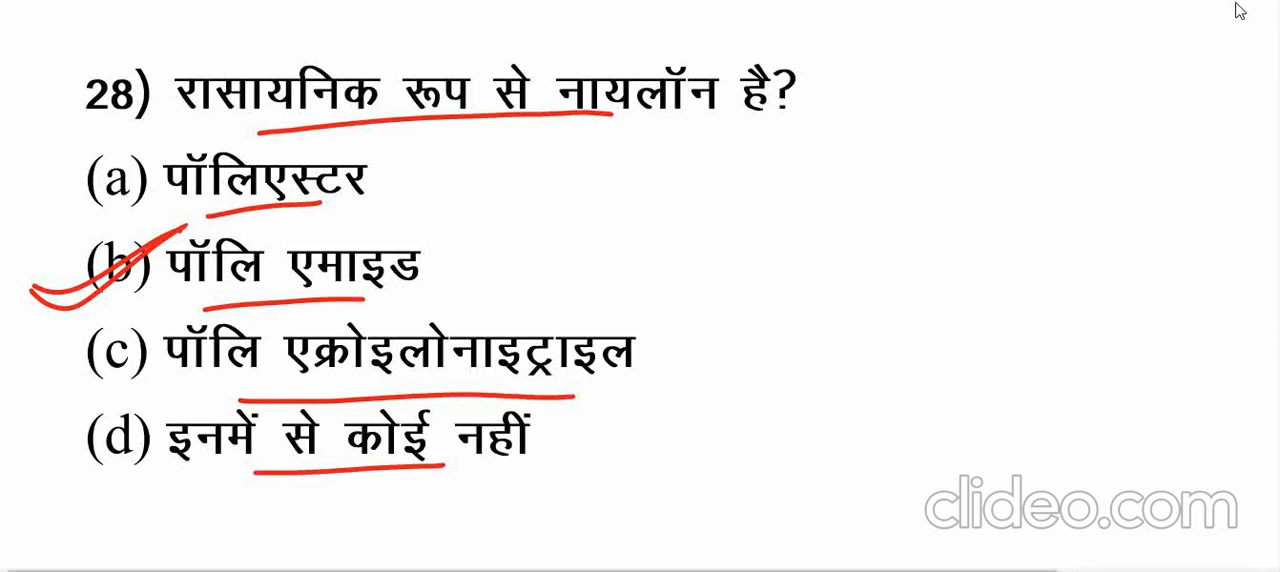 28) रासायनिक रूप से नायलॉन है?
(a) पॉलिएस्टर
(b) पॉलि एमाइड
(c) पॉलि एक्रोइलोनाइट्राइल
(d) इनमें से कोई नहीं
clideo.com